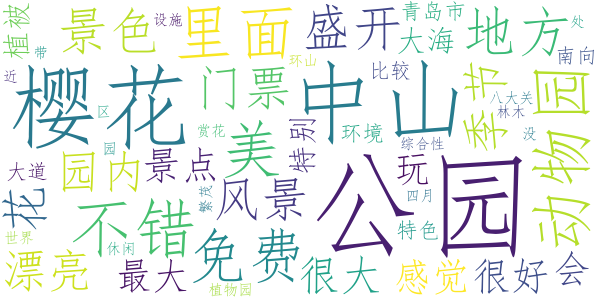 植被
景色
设施
里面
盛开
青岛市
大海
地方
处
近
带
樱花
门票
环山
中山
比较
季节
南向
八大关
林木
没
动物园
区
赏花
美
特别
环境
综合性
大道
园内
园
景点
公园
玩
四月
花
不错
繁茂
风景
特色
世界
休闲
免费
漂亮
最大
植物园
很大
感觉
很好
会